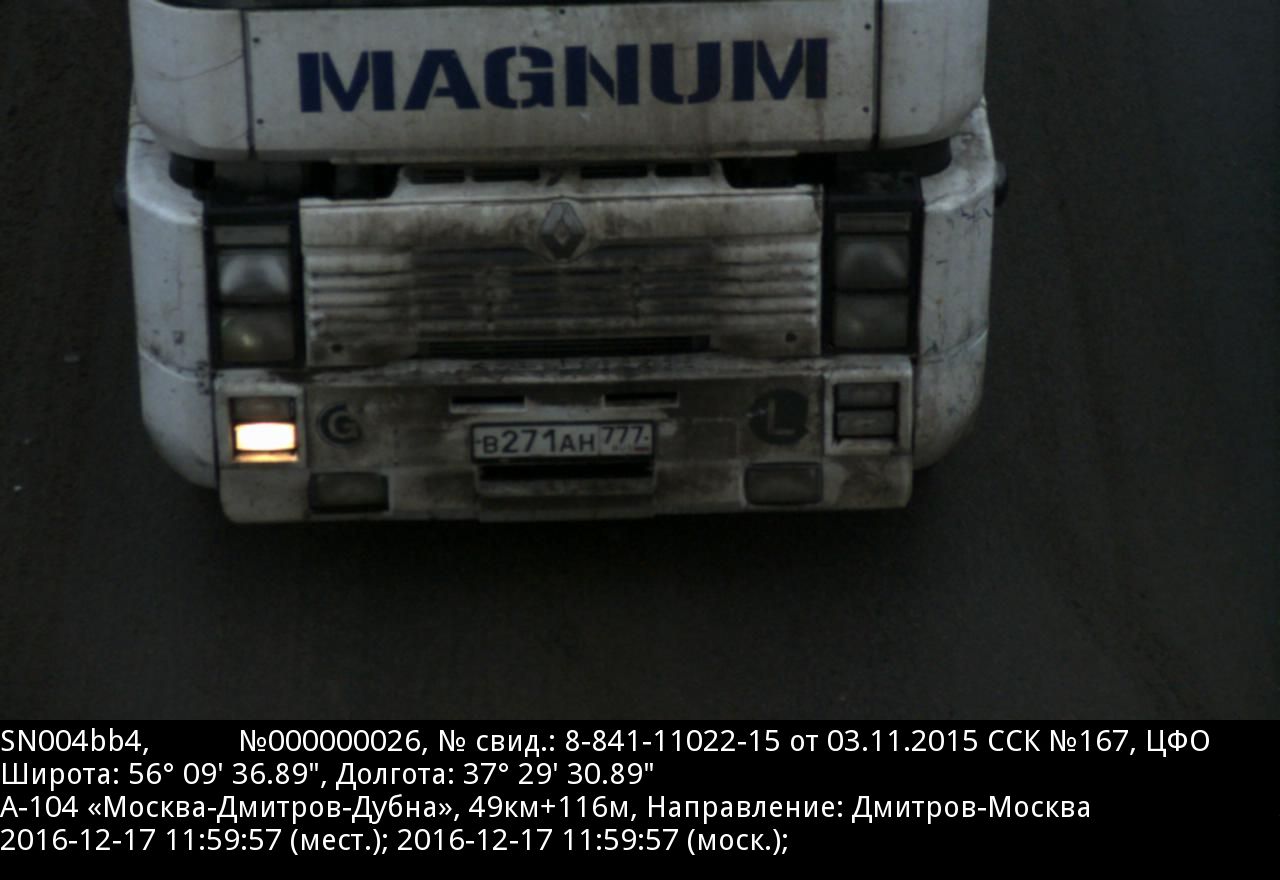 MAGNUM
G L
В271АН 777
SN004bb4, №000000026, № свид.: 8-841-11022-15 от 03.11.2015 ССК №167, ЦФО
Широта: 56° 09' 36.89", Долгота: 37° 29' 30.89"
А-104 «Москва-Дмитров-Дубна», 49км+116м, Направление: Дмитров-Москва
2016-12-17 11:59:57 (мест.); 2016-12-17 11:59:57 (моск.);